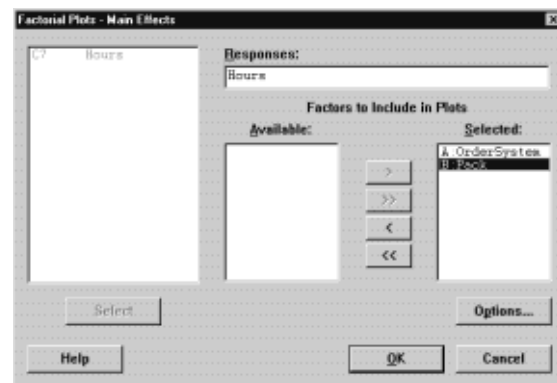 Factorial Plots - Main Effects
C7 Hours
Responses:
Hours
Factors to Include in Plots
Available:
Selected:
A:OrderSystem
B:Pack
>
>>
<
<<
Select
Options...
Help
OK
Cancel